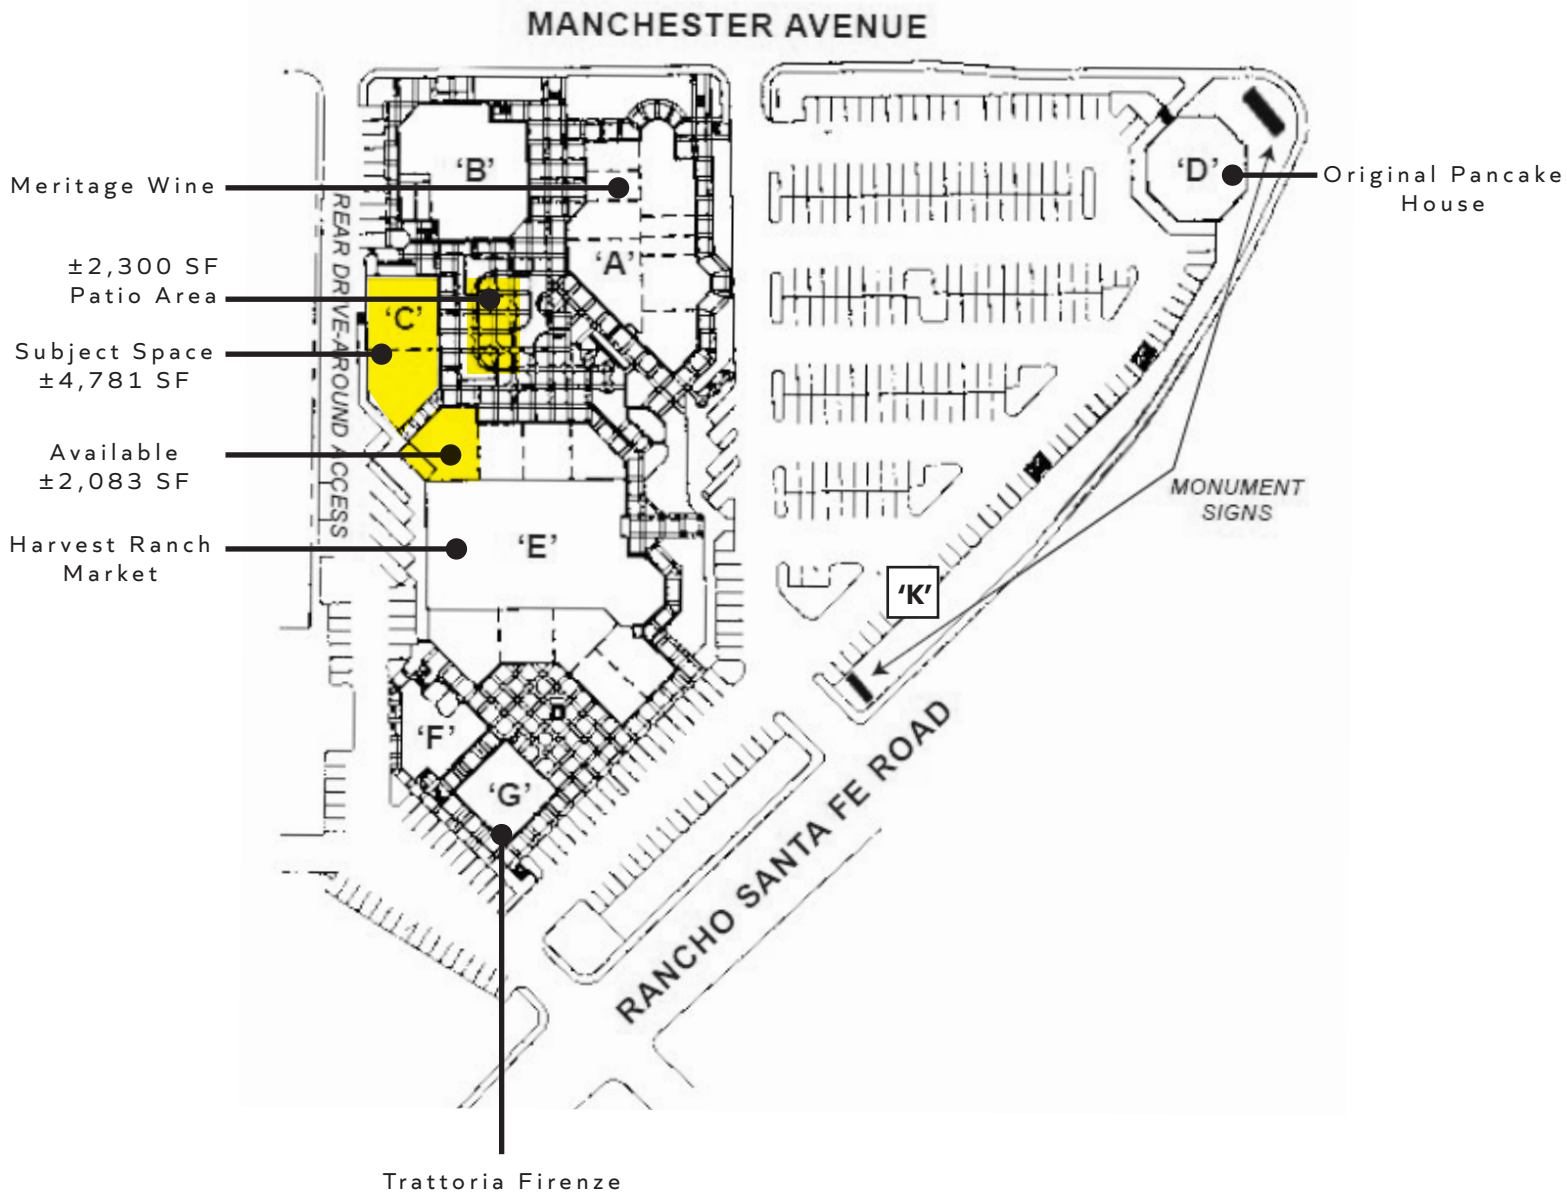 MANCHESTER AVENUE
'B'
'D'
Meritage Wine
Original Pancake
House
REAR DRIVE-AROUND ACCESS
'A'
±2,300 SF
Patio Area
'C'
Subject Space
±4,781 SF
Available
±2,083 SF
MONUMENT
SIGNS
Harvest Ranch
Market
'E'
'K'
'F'
'G'
RANCHO SANTA FE ROAD
Trattoria Firenze